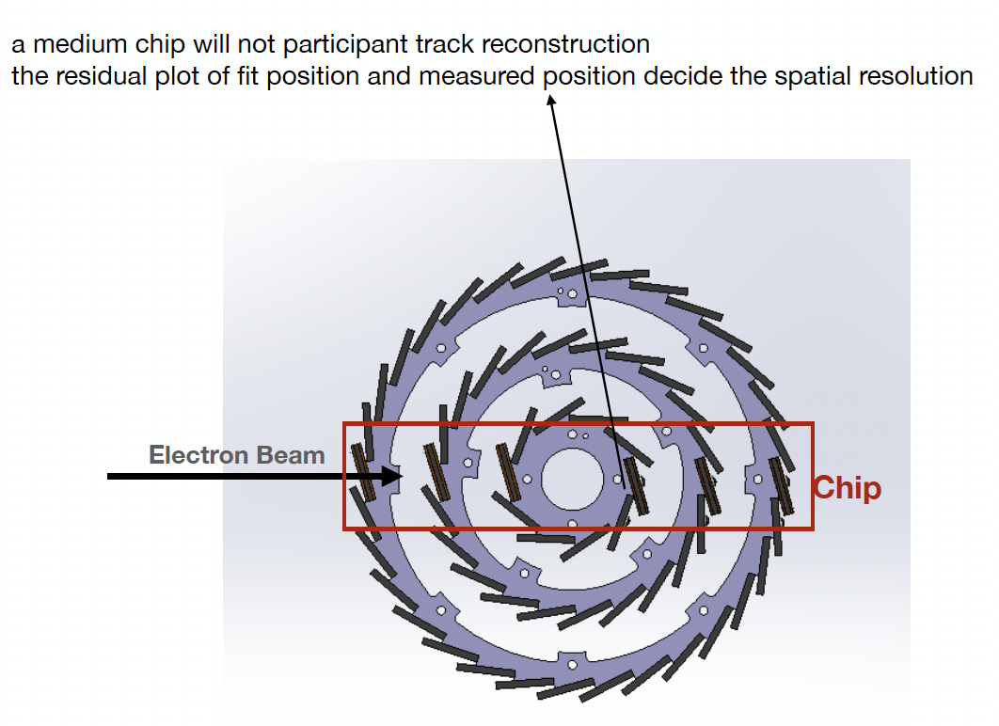 a medium chip will not participant track reconstruction
the residual plot of fit position and measured position decide the spatial resolution
Electron Beam
Chip